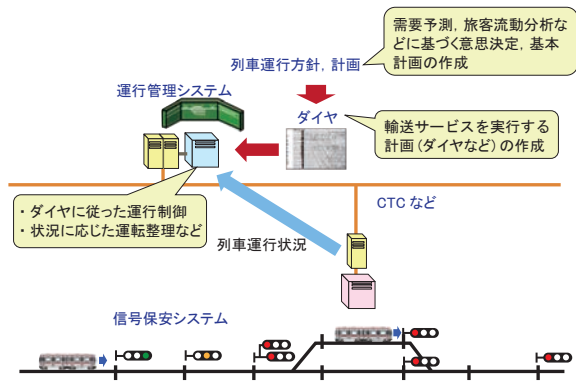 需要予測，旅客流動分析な
どに基づく意思決定，基本
計画の作成
列車運行方針，計画
運行管理システム
ダイヤ
輸送サービスを実行する
計画（ダイヤなど）の作成
CTC など
・ダイヤに従った運行制御
・状況に応じた運転整理など
列車運行状況
信号保安システム